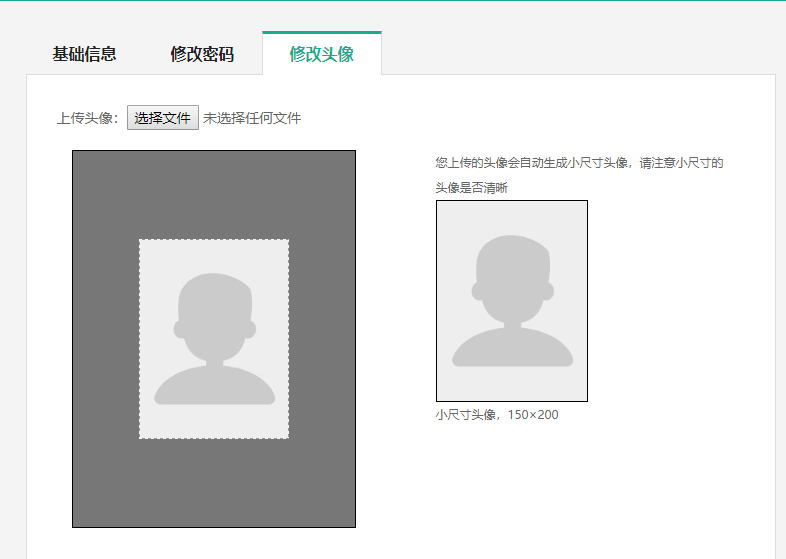 基础信息 修改密码 修改头像
上传头像： 选择文件 未选择任何文件
您上传的头像会自动生成小尺寸头像，请注意小尺寸的
头像是否清晰
小尺寸头像，150×200